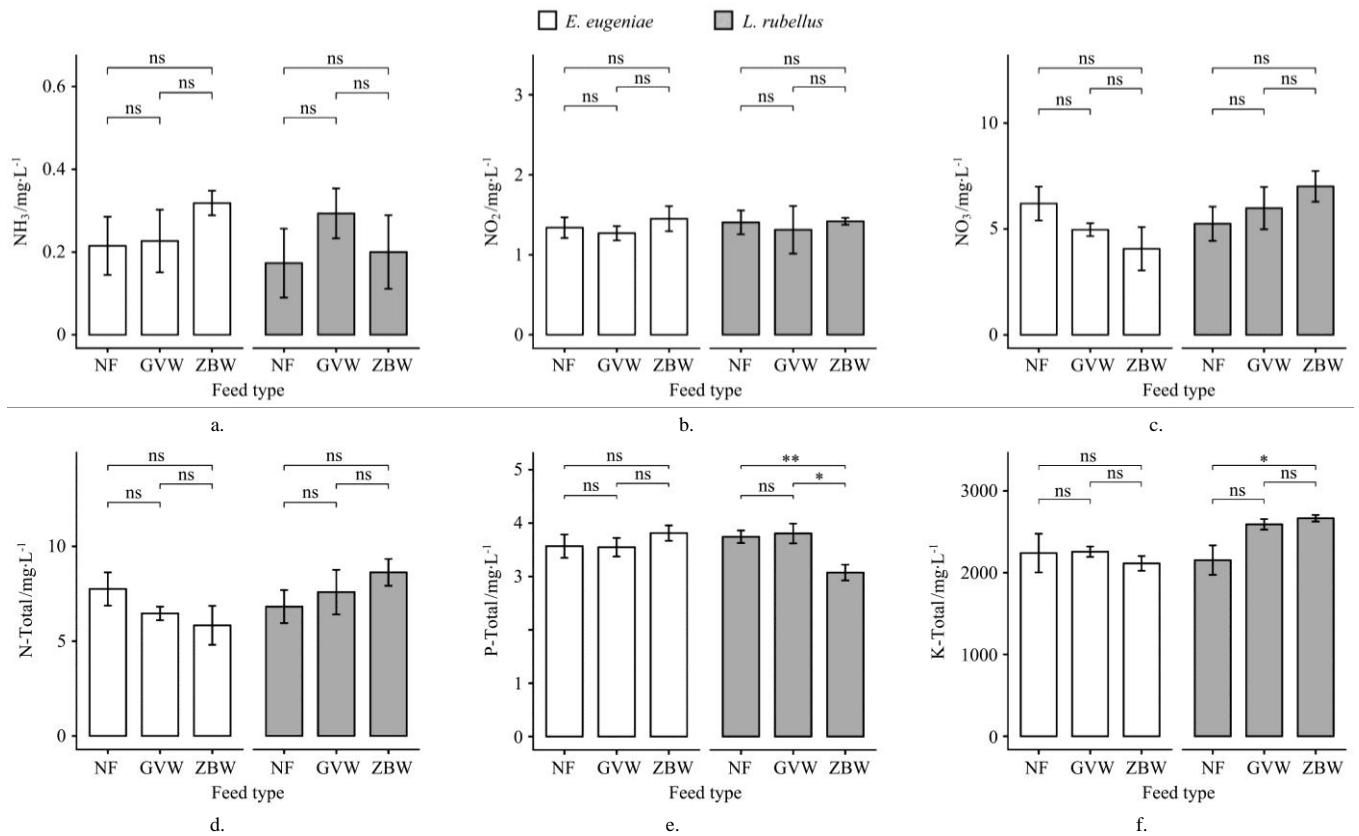 E. eugeniae L. rubellus
ns ns
ns ns
ns ns
0.6
0.4
0.2
0
NH3/mg·L-1
NF GVW ZBW NF GVW ZBW
Feed type
a.
ns ns
ns ns
ns ns
3
2
1
0
NO2/mg·L-1
NF GVW ZBW NF GVW ZBW
Feed type
b.
ns ns
ns ns
ns ns
10
5
0
NO3/mg·L-1
NF GVW ZBW NF GVW ZBW
Feed type
c.
ns ns
ns ns
ns ns
10
5
0
N-Total/mg·L-1
NF GVW ZBW NF GVW ZBW
Feed type
d.
ns **
ns ns ns *
5
4
3
2
1
0
P-Total/mg·L-1
NF GVW ZBW NF GVW ZBW
Feed type
e.
ns *
ns ns
ns ns
3000
2000
1000
0
K-Total/mg·L-1
NF GVW ZBW NF GVW ZBW
Feed type
f.